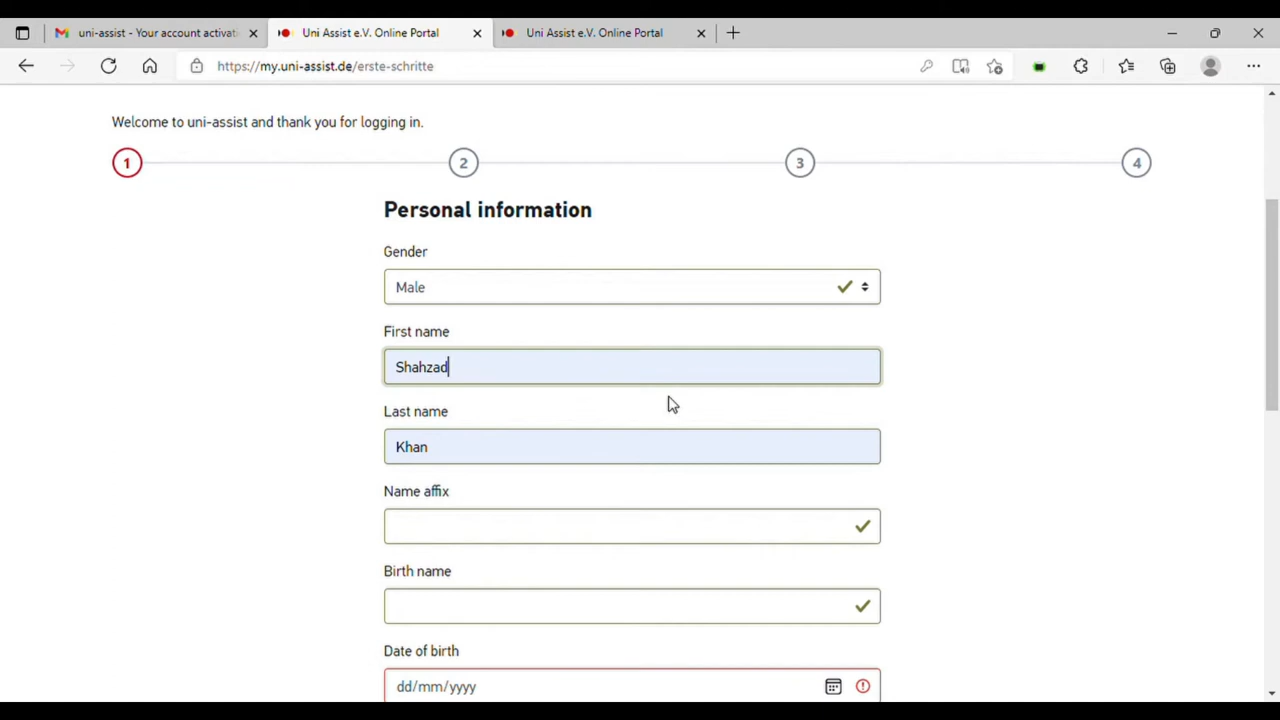 uni-assist - Your account activat
Uni Assist e.V. Online Portal
Uni Assist e.V. Online Portal
https://my.uni-assist.de/erste-schritte
Welcome to uni-assist and thank you for logging in.
1
2
3
4
Personal information
Gender
Male
First name
Shahzad
Last name
Khan
Name affix
Birth name
Date of birth
dd/mm/yyyy